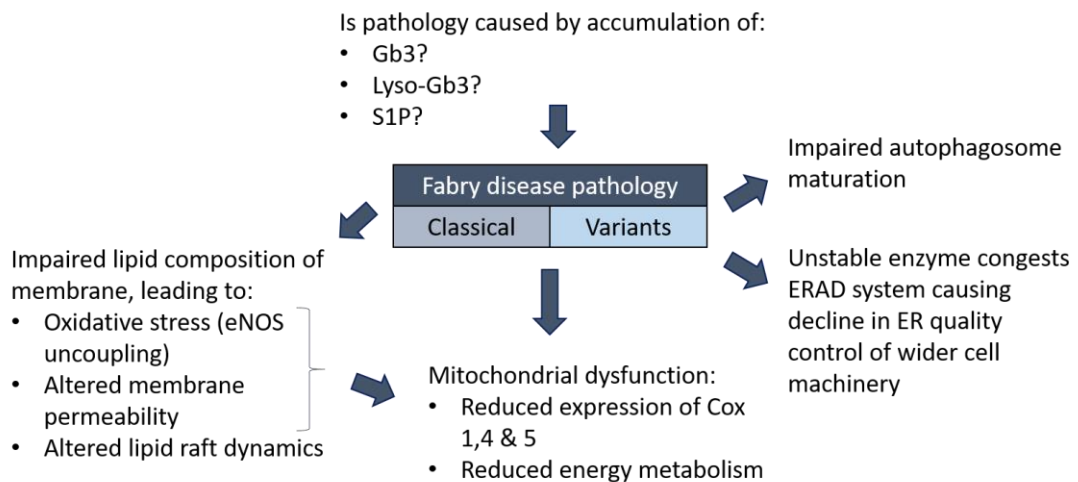 Is pathology caused by accumulation of:
• Gb3?
• Lyso-Gb3?
• S1P?
Fabry disease pathology
Classical
Variants
Impaired autophagosome
maturation
Unstable enzyme congests
ERAD system causing
decline in ER quality
control of wider cell
machinery
Impaired lipid composition of
membrane, leading to:
• Oxidative stress (eNOS
uncoupling)
• Altered membrane
permeability
• Altered lipid raft dynamics
Mitochondrial dysfunction:
• Reduced expression of Cox
1,4 & 5
• Reduced energy metabolism